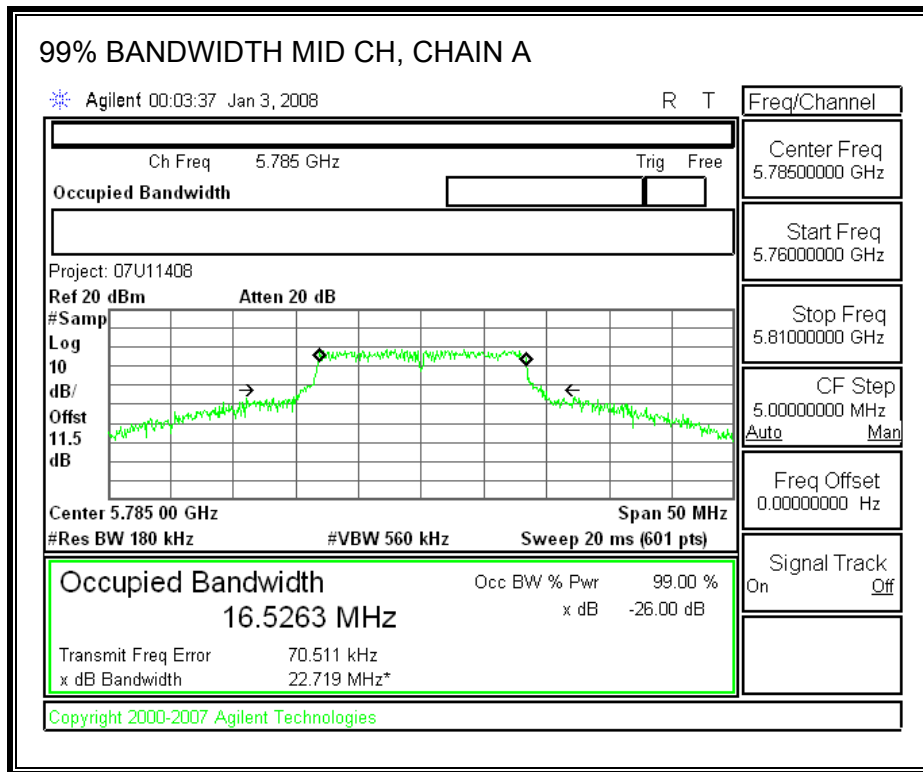 99% BANDWIDTH MID CH, CHAIN A
Agilent 00:03:37 Jan 3, 2008 R T
Freq/Channel
Ch Freq 5.785 GHz Trig Free
Occupied Bandwidth
Center Freq
5.78500000 GHz
Start Freq
5.76000000 GHz
Stop Freq
5.81000000 GHz
CF Step
5.00000000 MHz
Auto Man
Freq Offset
0.00000000 Hz
Signal Track
On Off
Project: 07U11408
Ref 20 dBm Atten 20 dB
#Samp
Log
10
dB/
Offst
11.5
dB
Center 5.785 00 GHz Span 50 MHz
#Res BW 180 kHz #VBW 560 kHz Sweep 20 ms (601 pts)
Occupied Bandwidth Occ BW % Pwr 99.00 %
16.5263 MHz x dB -26.00 dB
Transmit Freq Error 70.511 kHz
x dB Bandwidth 22.719 MHz*
Copyright 2000-2007 Agilent Technologies